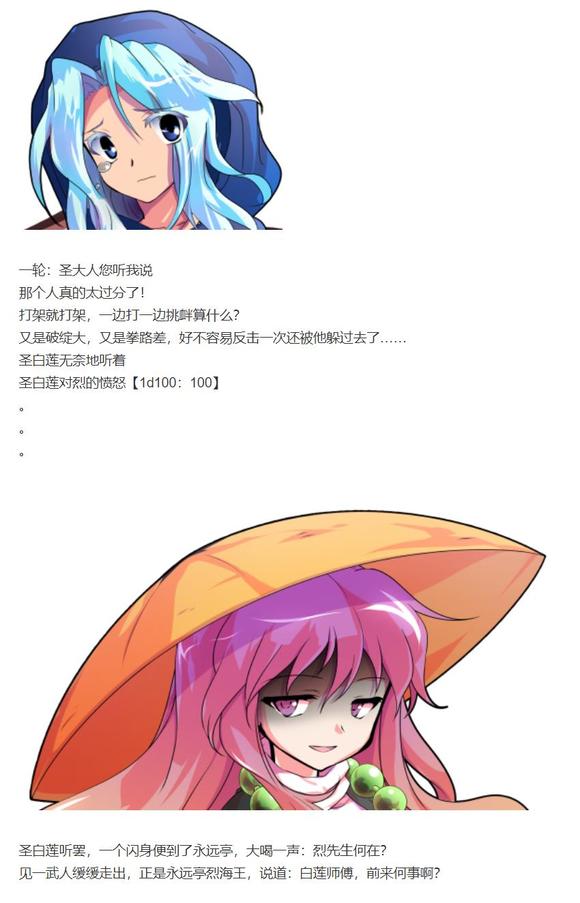 一轮：圣大人您听我说
那个人真的太过分了！
打架就打架，一边打一边挑衅算什么？
又是破绽大，又是拳路差，好不容易反击一次还被他躲过去了……
圣白莲无奈地听着
圣白莲对烈的愤怒【1d100：100】
。
。
。
圣白莲听罢，一个闪身便到了永远亭，大喝一声：烈先生何在？
见一武人缓缓走出，正是永远亭烈海王，说道：白莲师傅，前来何事啊？